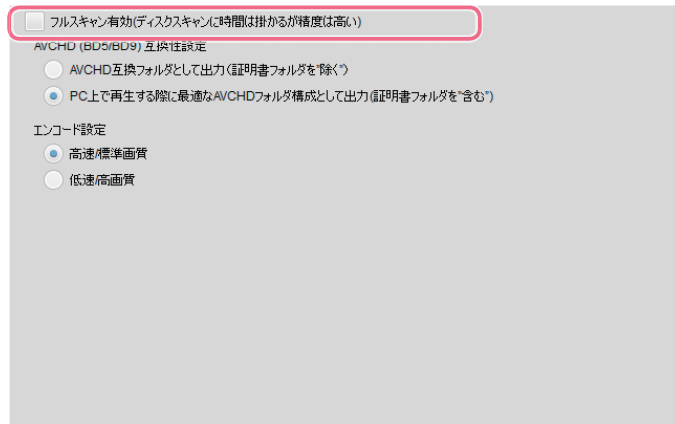 フルスキャン有効(ディスクスキャンに時間は掛かるが精度は高い)
AVCHD (BD5/BD9) 互換性設定
AVCHD互換フォルダとして出力(証明書フォルダを"除く")
PC上で再生する際に最適なAVCHDフォルダ構成として出力(証明書フォルダを"含む")
エンコード設定
高速/標準画質
低速/高画質